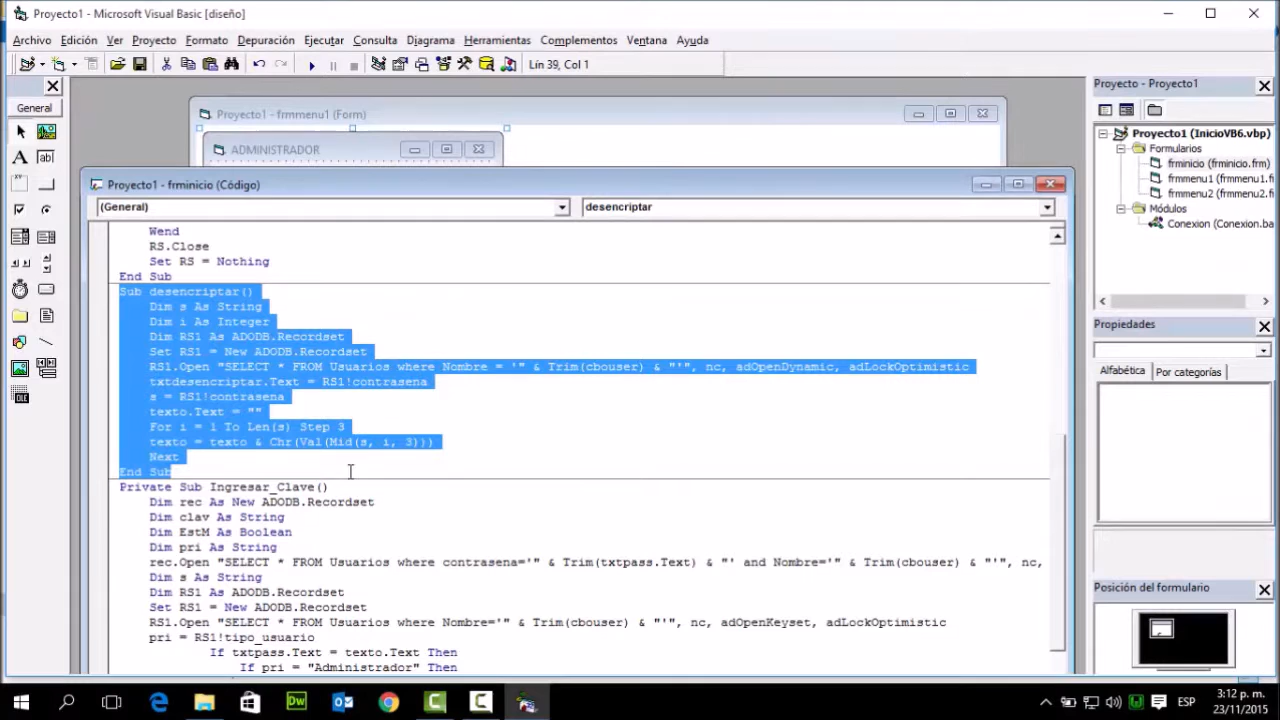 Proyecto1 - Microsoft Visual Basic [diseño]
Archivo Edición Ver Proyecto Formato Depuración Ejecutar Consulta Diagrama Herramientas Complementos Ventana Ayuda
Lín 39, Col 1
General
Proyecto1 - frmmenu1 (Form)
ADMINISTRADOR
Proyecto1 - frminicio (Código)
(General) desencriptar
Wend
RS.Close
Set RS = Nothing
End Sub
Sub desencriptar()
Dim s As String
Dim i As Integer
Dim RS1 As ADODB.Recordset
Set RS1 = New ADODB.Recordset
RS1.Open "SELECT * FROM Usuarios where Nombre = '" & Trim(cbouser) & "'", nc, adOpenDynamic, adLockOptimistic
txtdesencriptar.Text = RS1!contrasena
s = RS1!contrasena
texto.Text = ""
For i = 1 To Len(s) Step 3
texto = texto & Chr(Val(Mid(s, i, 3)))
Next
End Sub
Private Sub Ingresar_Clave()
Dim rec As New ADODB.Recordset
Dim clav As String
Dim EstM As Boolean
Dim pri As String
rec.Open "SELECT * FROM Usuarios where contrasena='" & Trim(txtpass.Text) & "' and Nombre='" & Trim(cbouser) & "'", nc,
Dim s As String
Dim RS1 As ADODB.Recordset
Set RS1 = New ADODB.Recordset
RS1.Open "SELECT * FROM Usuarios where Nombre='" & Trim(cbouser) & "'", nc, adOpenKeyset, adLockOptimistic
pri = RS1!tipo_usuario
If txtpass.Text = texto.Text Then
If pri = "Administrador" Then
Proyecto - Proyecto1
Proyecto1 (InicioVB6.vbp)
Formularios
frminicio (frminicio.frm)
frmmenu1 (frmmenu1.fr
frmmenu2 (frmmenu2.fr
Módulos
Conexion (Conexion.ba
Propiedades
Alfabética Por categorías
Posición del formulario
Dw
ESP
3:12 p. m.
23/11/2015